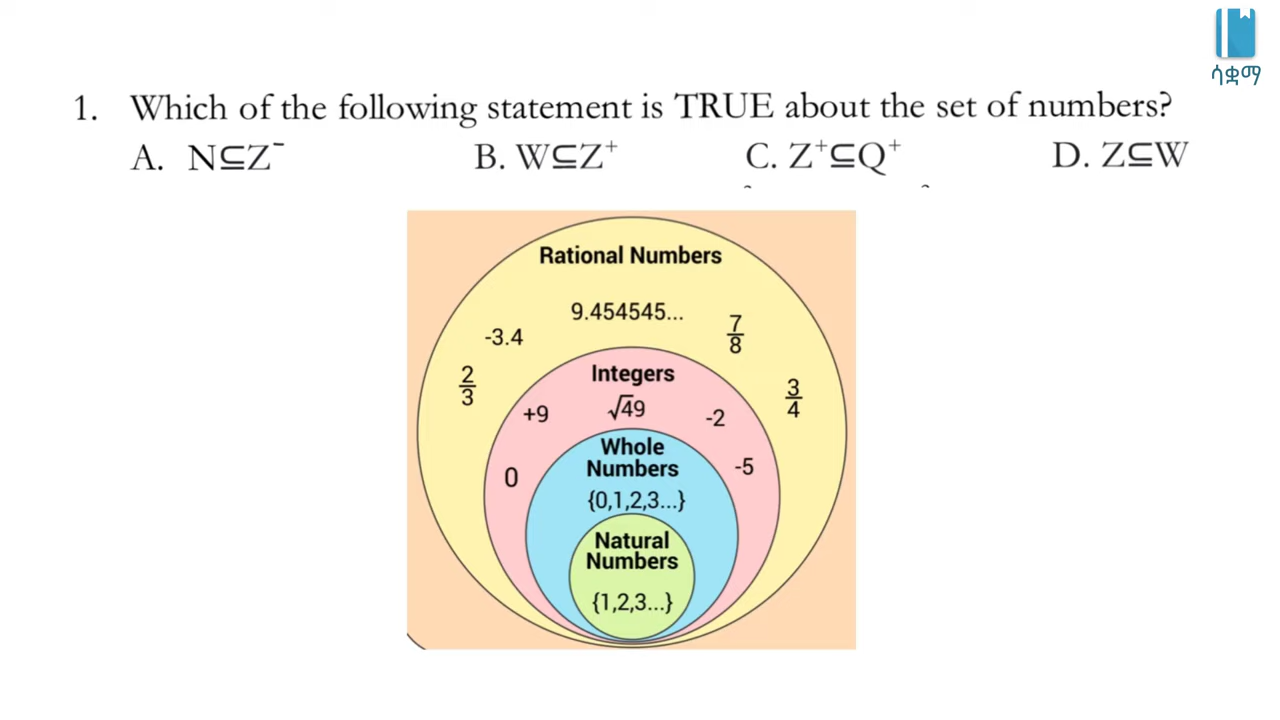 ሳቋማ
1. Which of the following statement is TRUE about the set of numbers?
A. N⊆Z⁻ B. W⊆Z⁺ C. Z⁺⊆Q⁺ D. Z⊆W
Rational Numbers
9.454545...
-3.4
7/8
2/3
3/4
Integers
+9
√49
-2
0
-5
Whole
Numbers
{0,1,2,3...}
Natural
Numbers
{1,2,3...}